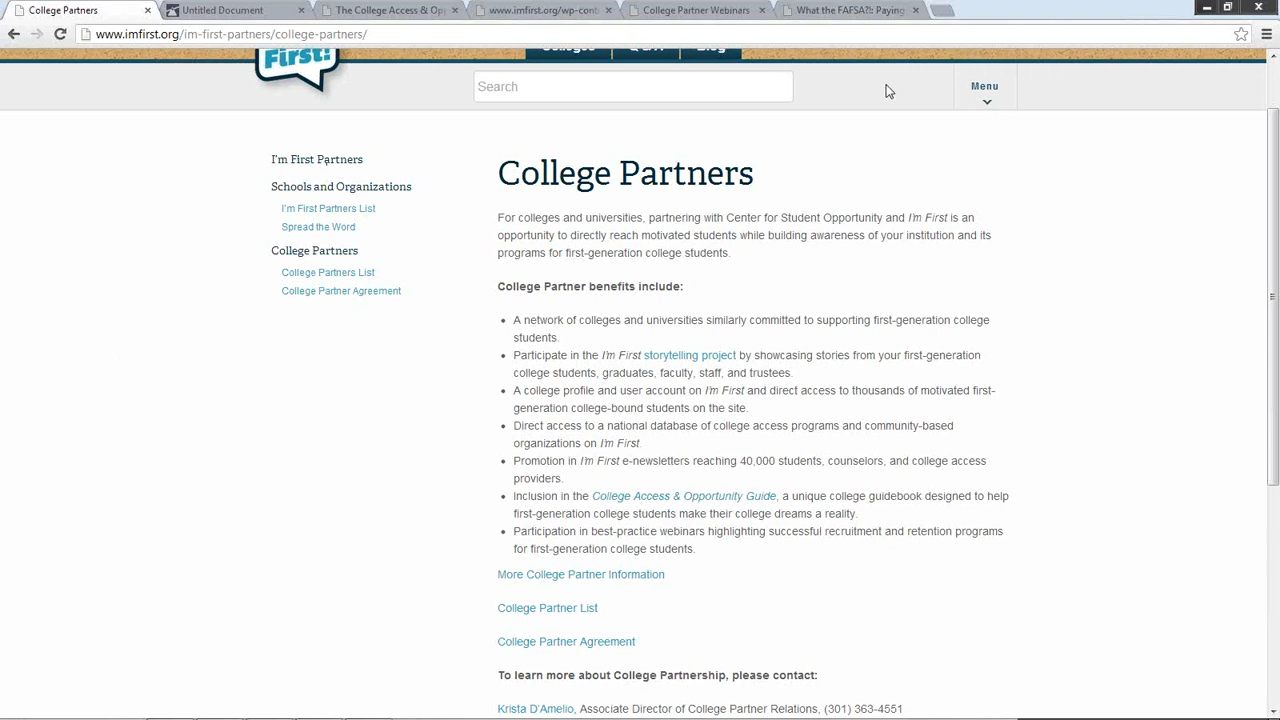 College Partners
Untitled Document
The College Access & Op
www.imfirst.org/wp-cont
College Partner Webinars
What the FAFSA?!: Paying
www.imfirst.org/im-first-partners/college-partners/
First!
Colleges
Q&A
Blog
Search
Menu
I'm First Partners
Schools and Organizations
I'm First Partners List
Spread the Word
College Partners
College Partners List
College Partner Agreement
College Partners
For colleges and universities, partnering with Center for Student Opportunity and I'm First is an
opportunity to directly reach motivated students while building awareness of your institution and its
programs for first-generation college students.
College Partner benefits include:
• A network of colleges and universities similarly committed to supporting first-generation college
students.
• Participate in the I'm First storytelling project by showcasing stories from your first-generation
college students, graduates, faculty, staff, and trustees.
• A college profile and user account on I'm First and direct access to thousands of motivated first-
generation college-bound students on the site.
• Direct access to a national database of college access programs and community-based
organizations on I'm First.
• Promotion in I'm First e-newsletters reaching 40,000 students, counselors, and college access
providers.
• Inclusion in the College Access & Opportunity Guide, a unique college guidebook designed to help
first-generation college students make their college dreams a reality.
• Participation in best-practice webinars highlighting successful recruitment and retention programs
for first-generation college students.
More College Partner Information
College Partner List
College Partner Agreement
To learn more about College Partnership, please contact:
Krista D'Amelio, Associate Director of College Partner Relations, (301) 363-4551